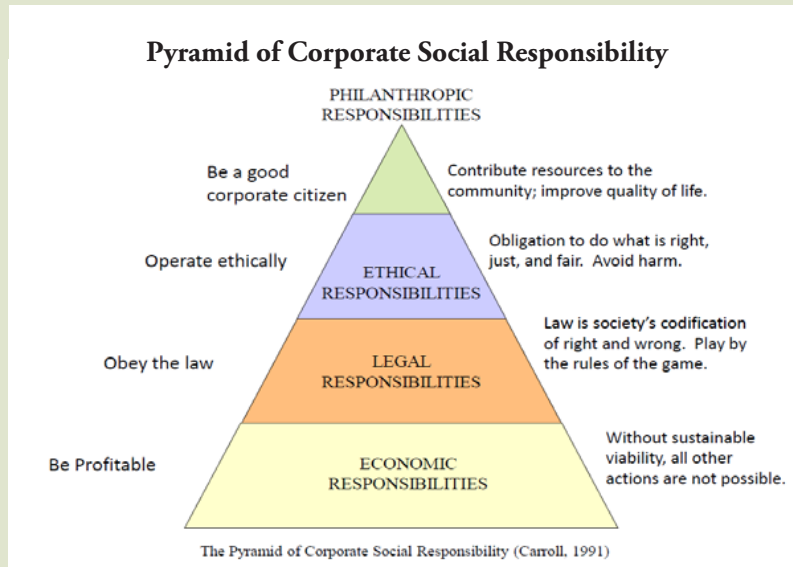 Pyramid of Corporate Social Responsibility
PHILANTHROPIC
RESPONSIBILITIES
Be a good
corporate citizen
Contribute resources to the
community; improve quality of life.
Operate ethically
ETHICAL
RESPONSIBILITIES
Obligation to do what is right,
just, and fair. Avoid harm.
Obey the law
LEGAL
RESPONSIBILITIES
Law is society's codification
of right and wrong. Play by
the rules of the game.
Be Profitable
ECONOMIC
RESPONSIBILITIES
Without sustainable
viability, all other
actions are not possible.
The Pyramid of Corporate Social Responsibility (Carroll, 1991)